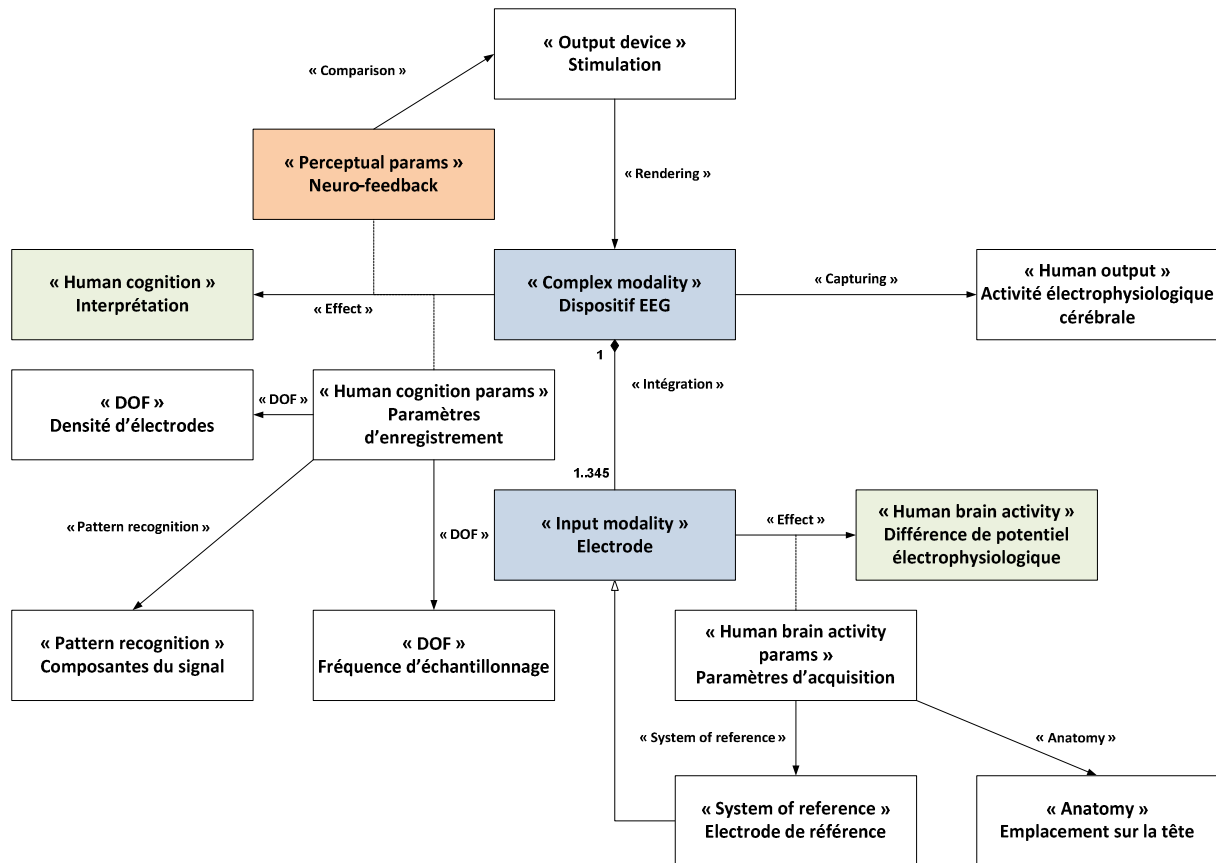 « Output device »
Stimulation
« Comparison »
« Perceptual params »
Neuro-feedback
« Rendering »
« Human cognition »
Interprétation
« Effect »
« Complex modality »
Dispositif EEG
« Capturing »
« Human output »
Activité électrophysiologique
cérébrale
1
« Intégration »
« DOF »
Densité d’électrodes
« DOF »
« Human cognition params »
Paramètres
d’enregistrement
1..345
« Pattern recognition »
« DOF »
« Input modality »
Electrode
« Effect »
« Human brain activity »
Différence de potentiel
électrophysiologique
« Pattern recognition »
Composantes du signal
« DOF »
Fréquence d’échantillonnage
« Human brain activity
params »
Paramètres d’acquisition
« System of reference »
« Anatomy »
« System of reference »
Electrode de référence
« Anatomy »
Emplacement sur la tête